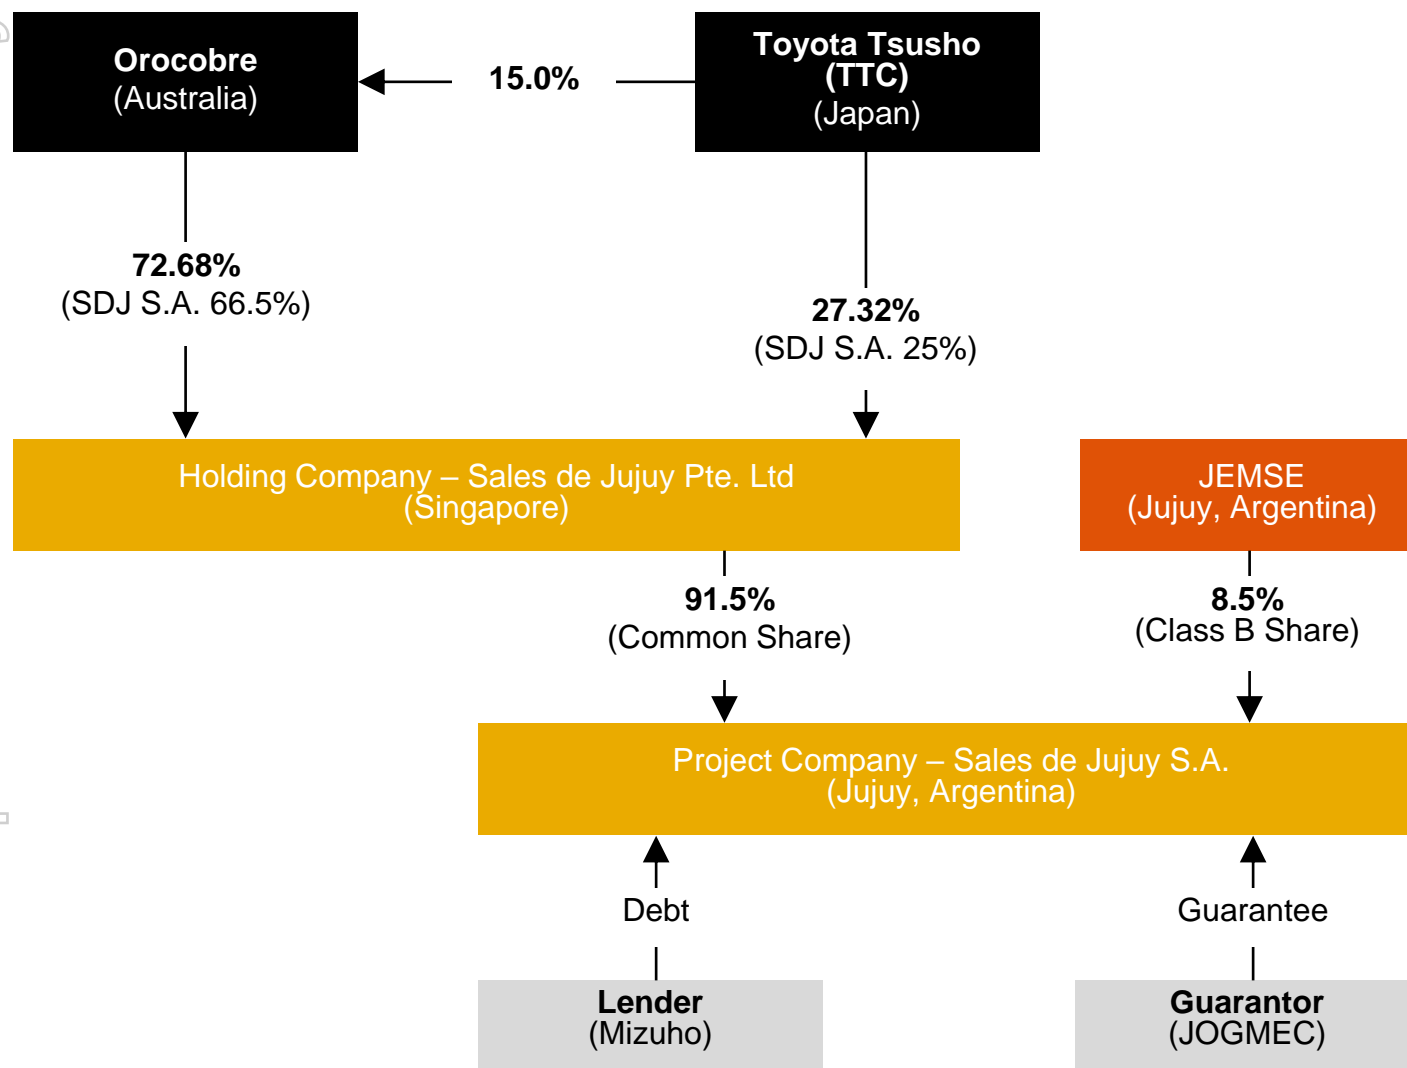 Orocobre
(Australia)
15.0%
Toyota Tsusho
(TTC)
(Japan)
72.68%
(SDJ S.A. 66.5%)
27.32%
(SDJ S.A. 25%)
Holding Company – Sales de Jujuy Pte. Ltd
(Singapore)
JEMSE
(Jujuy, Argentina)
91.5%
(Common Share)
8.5%
(Class B Share)
Project Company – Sales de Jujuy S.A.
(Jujuy, Argentina)
Debt
Guarantee
Lender
(Mizuho)
Guarantor
(JOGMEC)